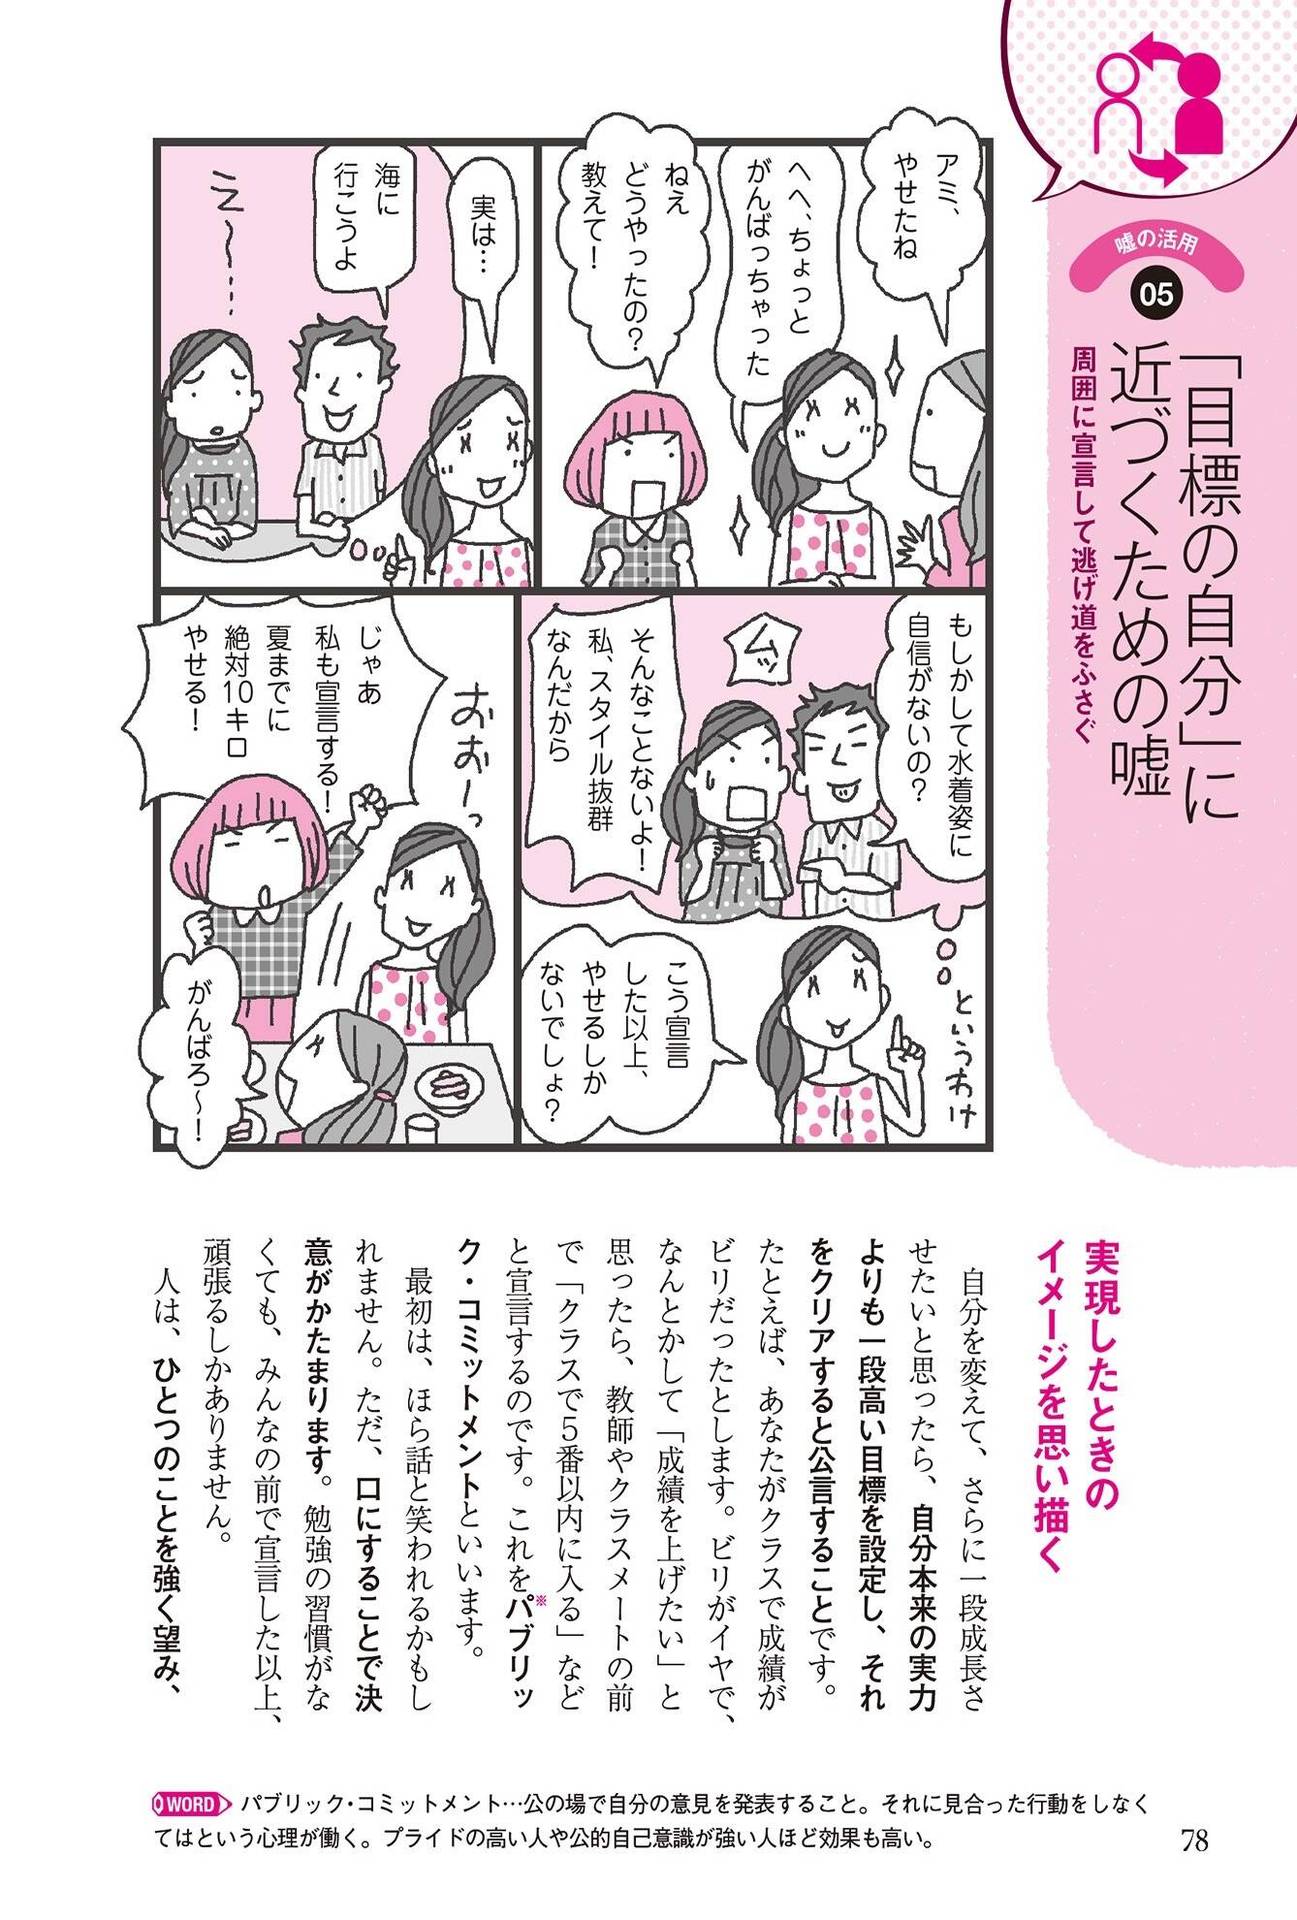 嘘の活用
05
「目標の自分」に
近づくための嘘
周囲に宣言して逃げ道をふさぐ
アミ、
やせたね
へへ、ちょっと
がんばっちゃった
ねえ
どうやったの？
教えて！
実は…
海に
行こうよ
え〜…
もしかして水着姿に
自信がないの？
ムッ
そんなことないよ！
私、スタイル抜群
なんだから
というわけ
こう宣言
した以上、
やせるしか
ないでしょ？
おおーっ
じゃあ
私も宣言する！
夏までに
絶対10キロ
やせる！
がんばろ〜！
実現したときの
イメージを思い描く
自分を変えて、さらに一段成長さ
せたいと思ったら、自分本来の実力
よりも一段高い目標を設定し、それ
をクリアすると公言することです。
たとえば、あなたがクラスで成績が
ビリだったとします。ビリがイヤで、
なんとかして「成績を上げたい」と
思ったら、教師やクラスメートの前
で「クラスで５番以内に入る」など
と宣言するのです。これをパブリッ
※
ク・コミットメントといいます。
最初は、ほら話と笑われるかもし
れません。ただ、口にすることで決
意がかたまります。勉強の習慣がな
くても、みんなの前で宣言した以上、
頑張るしかありません。
人は、ひとつのことを強く望み、
WORD パブリック・コミットメント…公の場で自分の意見を発表すること。それに見合った行動をしなく
てはという心理が働く。プライドの高い人や公的自己意識が強い人ほど効果も高い。
78